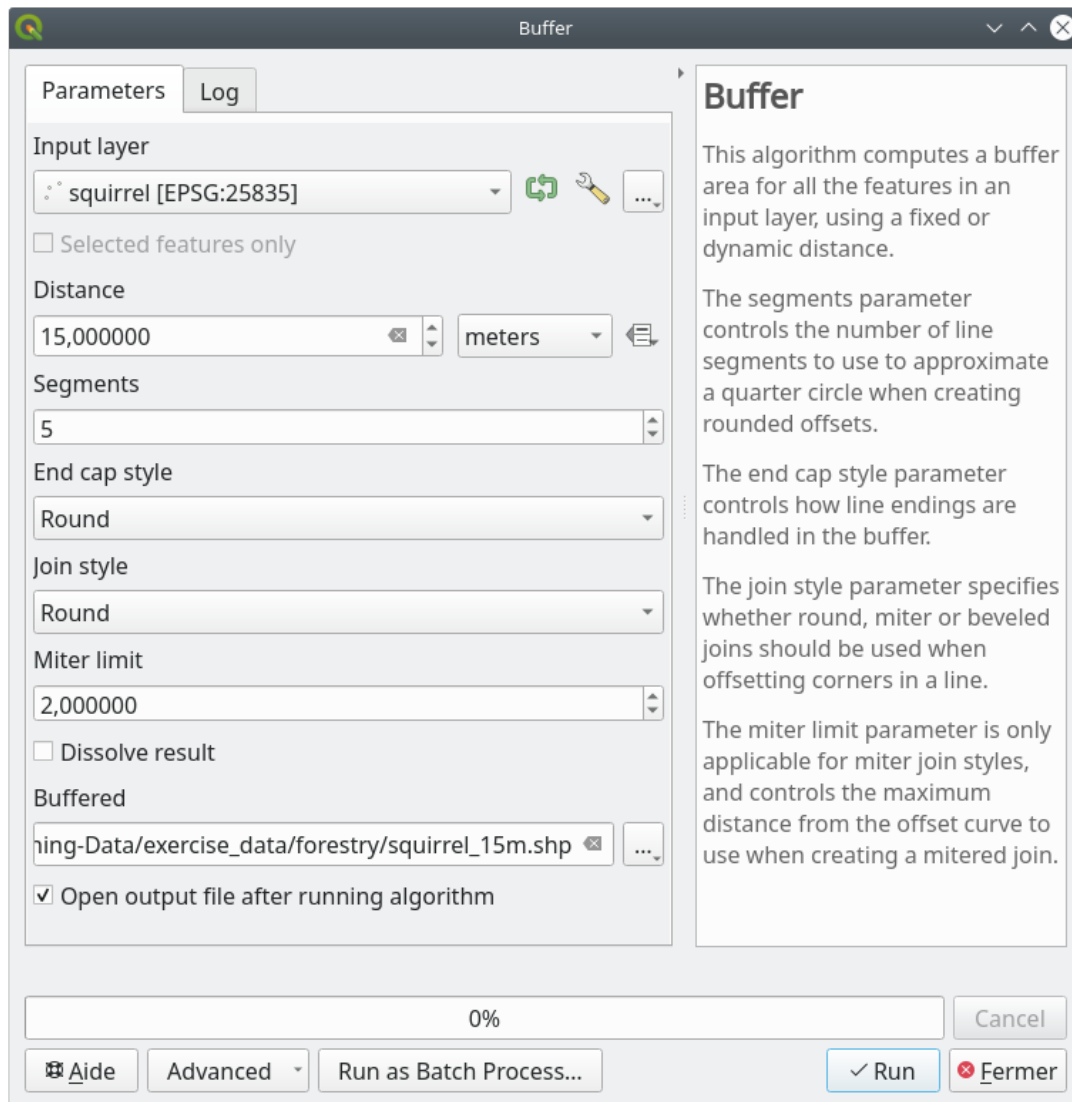 Buffer
Parameters
Log
Input layer
squirrel [EPSG:25835]
...
Selected features only
Distance
15,000000
meters
Segments
5
End cap style
Round
Join style
Round
Miter limit
2,000000
Dissolve result
Buffered
ning-Data/exercise_data/forestry/squirrel_15m.shp
...
Open output file after running algorithm
Buffer
This algorithm computes a buffer
area for all the features in an
input layer, using a fixed or
dynamic distance.
The segments parameter
controls the number of line
segments to use to approximate
a quarter circle when creating
rounded offsets.
The end cap style parameter
controls how line endings are
handled in the buffer.
The join style parameter specifies
whether round, miter or beveled
joins should be used when
offsetting corners in a line.
The miter limit parameter is only
applicable for miter join styles,
and controls the maximum
distance from the offset curve to
use when creating a mitered join.
0%
Cancel
Aide
Advanced
Run as Batch Process...
Run
Fermer